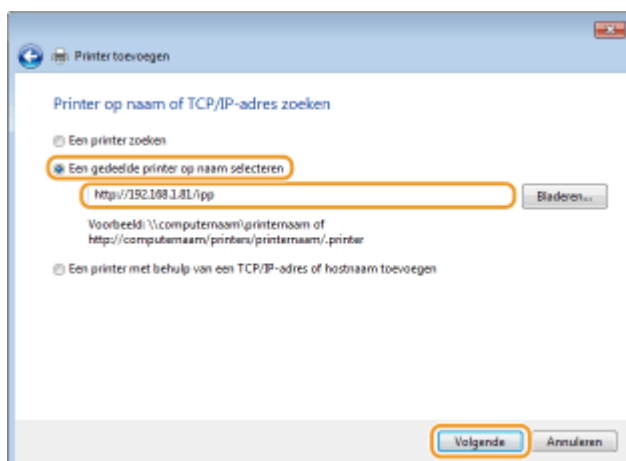 Printer toevoegen
Printer op naam of TCP/IP-adres zoeken
Een printer zoeken
Een gedeelde printer op naam selecteren
http://192.168.1.81/ipp
Bladeren...
Voorbeeld: \\computernaam\printernaam of
http://computernaam/printers/printernaam/.printer
Een printer met behulp van een TCP/IP-adres of hostnaam toevoegen
Volgende
Annuleren